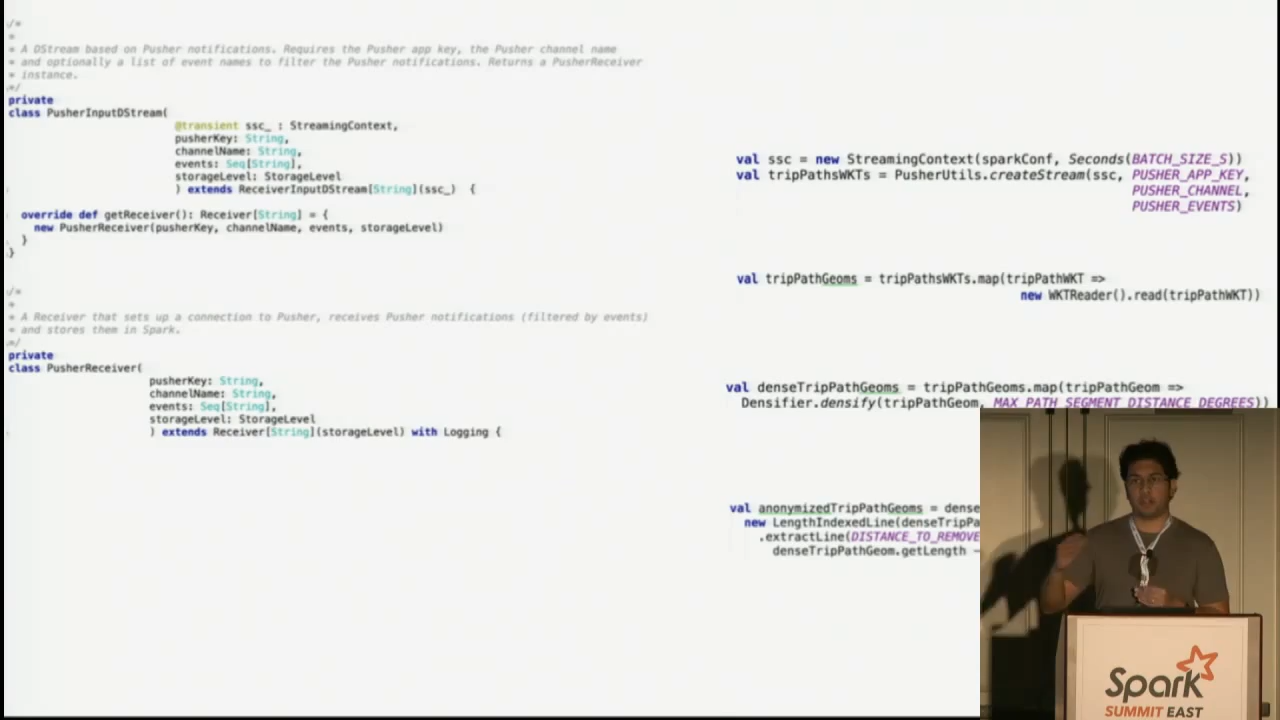 /*
*
* A DStream based on Pusher notifications. Requires the Pusher app key, the Pusher channel name
* and optionally a list of event names to filter the Pusher notifications. Returns a PusherReceiver
* instance.
*/
private
class PusherInputDStream(
@transient ssc_ : StreamingContext,
pusherKey: String,
channelName: String,
events: Seq[String],
storageLevel: StorageLevel
) extends ReceiverInputDStream[String](ssc_) {
override def getReceiver(): Receiver[String] = {
new PusherReceiver(pusherKey, channelName, events, storageLevel)
}
}
/*
*
* A Receiver that sets up a connection to Pusher, receives Pusher notifications (filtered by events)
* and stores them in Spark.
*/
private
class PusherReceiver(
pusherKey: String,
channelName: String,
events: Seq[String],
storageLevel: StorageLevel
) extends Receiver[String](storageLevel) with Logging {
val ssc = new StreamingContext(sparkConf, Seconds(BATCH_SIZE_S))
val tripPathsWKTs = PusherUtils.createStream(ssc, PUSHER_APP_KEY,
PUSHER_CHANNEL,
PUSHER_EVENTS)
val tripPathGeoms = tripPathsWKTs.map(tripPathWKT =>
new WKTReader().read(tripPathWKT))
val denseTripPathGeoms = tripPathGeoms.map(tripPathGeom =>
Densifier.densify(tripPathGeom, MAX_PATH_SEGMENT_DISTANCE_DEGREES))
val anonymizedTripPathGeoms = dense
new LengthIndexedLine(denseTripPa
.extractLine(DISTANCE_TO_REMOVE
denseTripPathGeom.getLength -
Spark
SUMMIT EAST